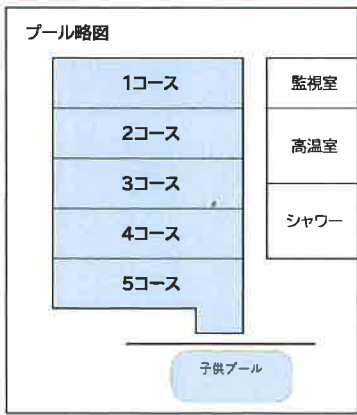 プール略図
1コース
2コース
3コース
4コース
5コース
監視室
高温室
シャワー
子供プール